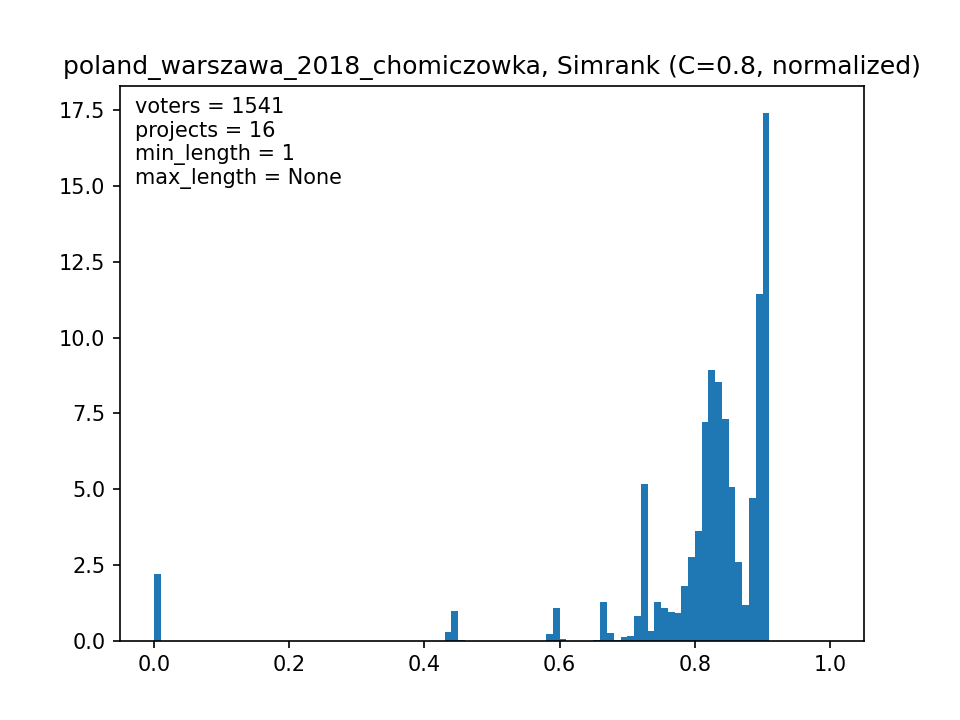 poland_warszawa_2018_chomiczowka, Simrank (C=0.8, normalized)
voters = 1541
projects = 16
min_length = 1
max_length = None
17.5
15.0
12.5
10.0
7.5
5.0
2.5
0.0
0.0 0.2 0.4 0.6 0.8 1.0